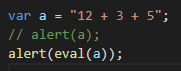 var a = "12 + 3 + 5";
// alert(a);
alert(eval(a));